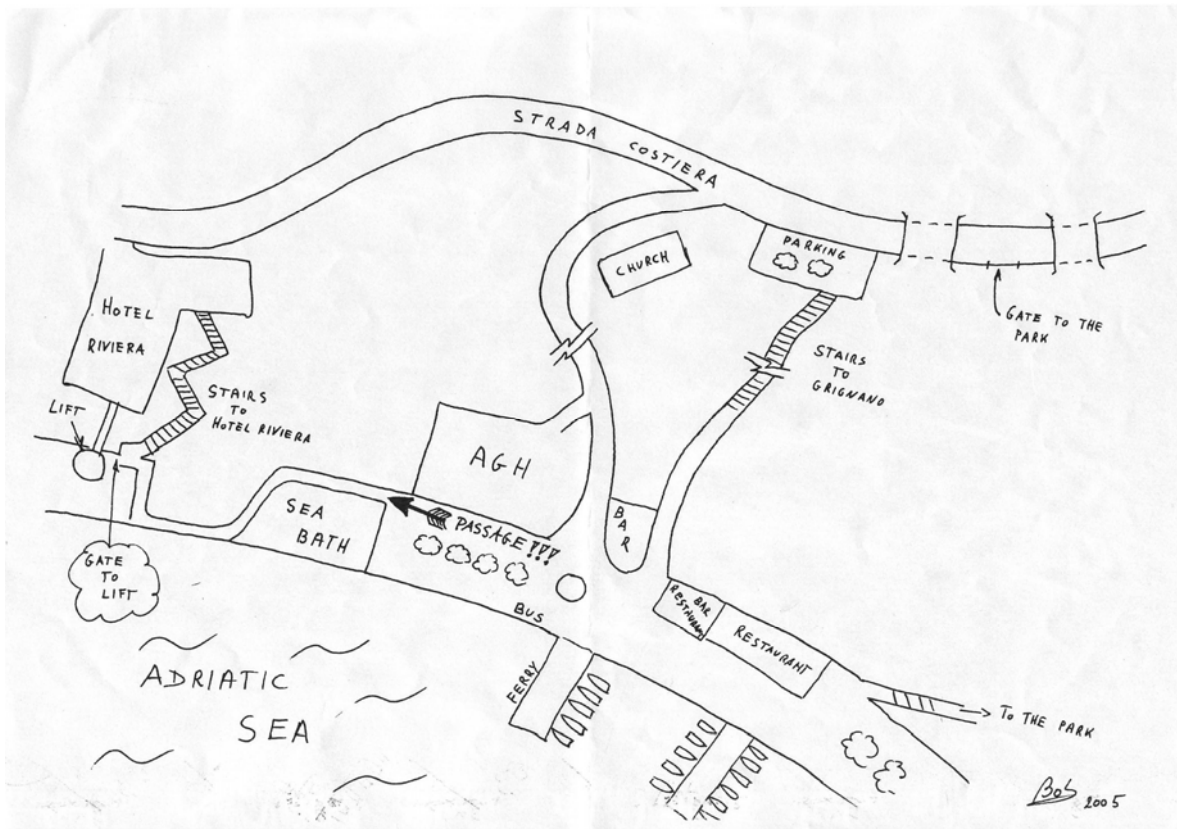 STRADA
COSTIERA
CHURCH
PARKING
GATE TO THE
PARK
HOTEL
RIVIERA
STAIRS
TO
GRIGNANO
LIFT
STAIRS
TO
HOTEL RIVIERA
AGH
SEA
BATH
PASSAGE!!!
BAR
GATE
TO
LIFT
BUS
BAR
RESTAURANT
FERRY
TO THE
PARK
ADRIATIC
SEA
Bob 2005